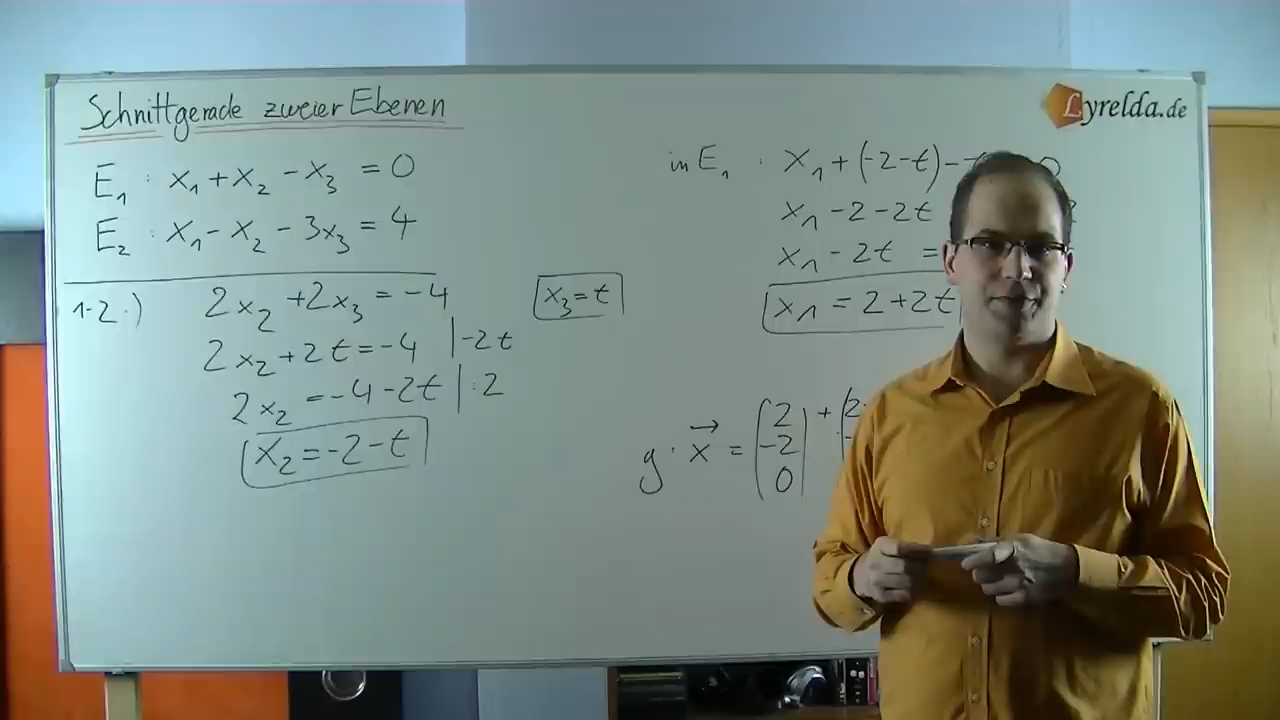 Schnittgerade zweier Ebenen
Lyrelda.de
E₁ : x₁ + x₂ - x₃ = 0
E₂ : x₁ - x₂ - 3x₃ = 4
1.-2.) 2x₂ + 2x₃ = -4
x₃ = t
2x₂ + 2t = -4 | -2t
2x₂ = -4 - 2t | :2
x₂ = -2 - t
in E₁ : x₁ + (-2 - t) - t 0
x₁ - 2 - 2t
x₁ - 2t =
x₁ = 2 + 2t
g: x⃗ = (2 -2 0) + (2